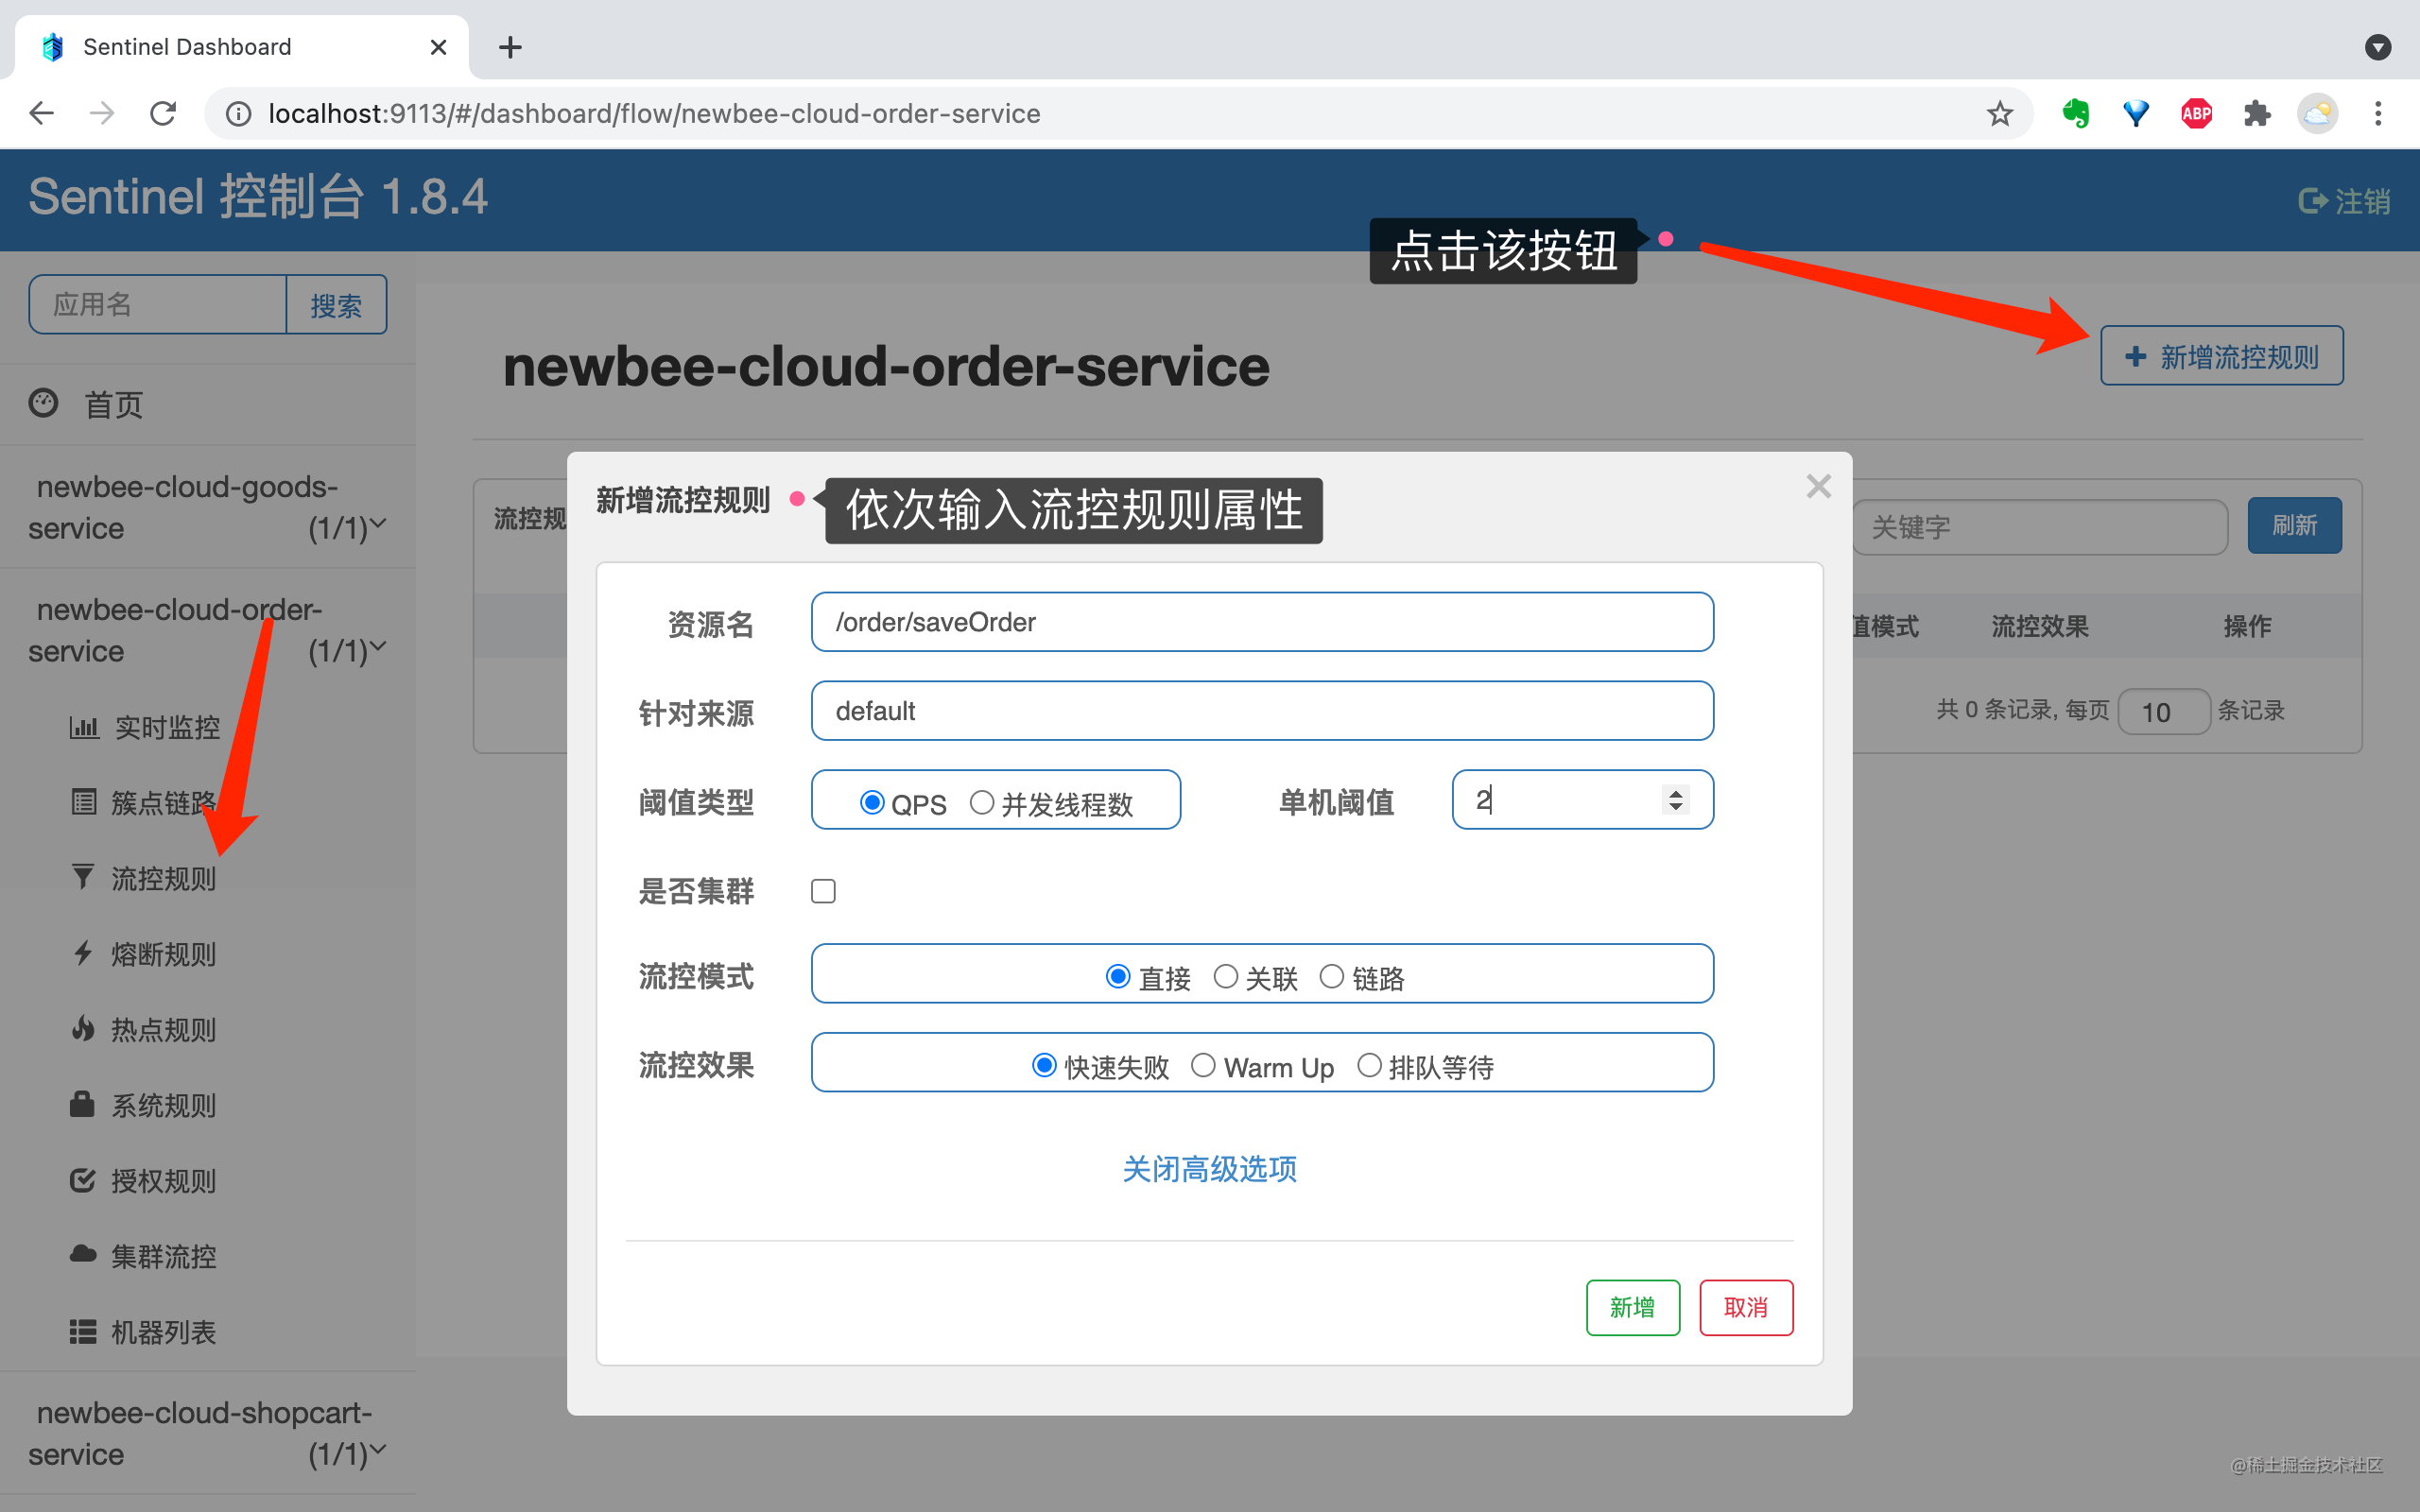 Sentinel Dashboard
localhost:9113/#/dashboard/flow/newbee-cloud-order-service
ABP
Sentinel 控制台 1.8.4
注销
点击该按钮
应用名
搜索
newbee-cloud-order-service
新增流控规则
首页
newbee-cloud-goods-
service (1/1)
newbee-cloud-order-
service (1/1)
实时监控
簇点链路
流控规则
熔断规则
热点规则
系统规则
授权规则
集群流控
机器列表
newbee-cloud-shopcart-
service (1/1)
流控规
关键字
刷新
值模式 流控效果 操作
共 0 条记录, 每页 10 条记录
新增流控规则
依次输入流控规则属性
资源名 /order/saveOrder
针对来源 default
阈值类型 QPS 并发线程数 单机阈值 2
是否集群
流控模式 直接 关联 链路
流控效果 快速失败 Warm Up 排队等待
关闭高级选项
新增 取消
@稀土掘金技术社区